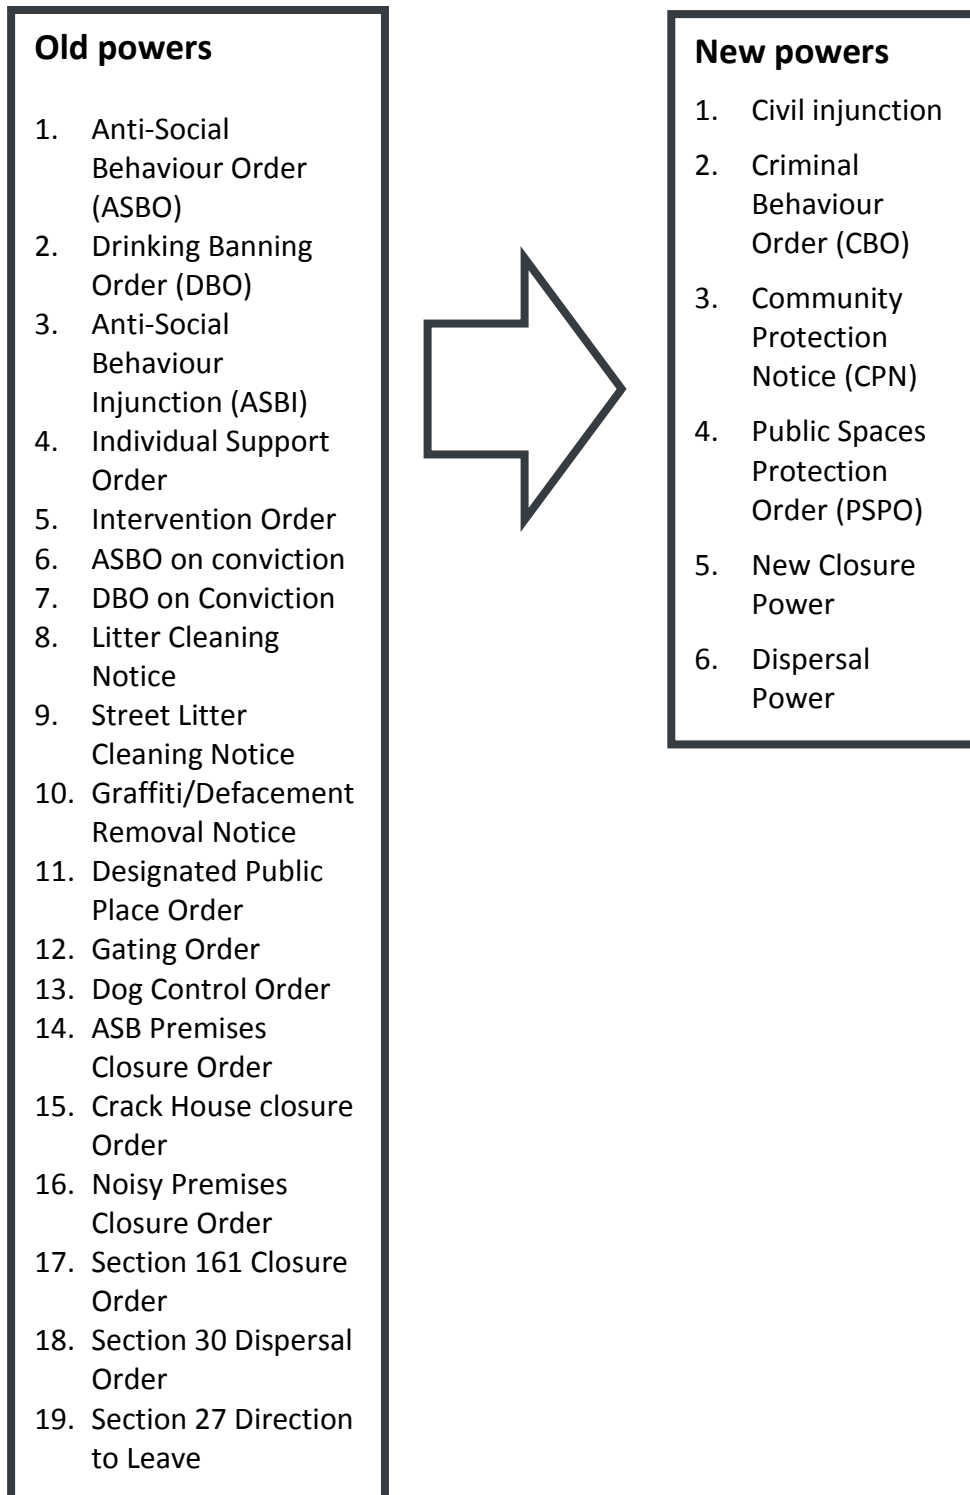 Old powers
1. Anti-Social
Behaviour Order
(ASBO)
2. Drinking Banning
Order (DBO)
3. Anti-Social
Behaviour
Injunction (ASBI)
4. Individual Support
Order
5. Intervention Order
6. ASBO on conviction
7. DBO on Conviction
8. Litter Cleaning
Notice
9. Street Litter
Cleaning Notice
10. Graffiti/Defacement
Removal Notice
11. Designated Public
Place Order
12. Gating Order
13. Dog Control Order
14. ASB Premises
Closure Order
15. Crack House closure
Order
16. Noisy Premises
Closure Order
17. Section 161 Closure
Order
18. Section 30 Dispersal
Order
19. Section 27 Direction
to Leave
New powers
1. Civil injunction
2. Criminal
Behaviour
Order (CBO)
3. Community
Protection
Notice (CPN)
4. Public Spaces
Protection
Order (PSPO)
5. New Closure
Power
6. Dispersal
Power